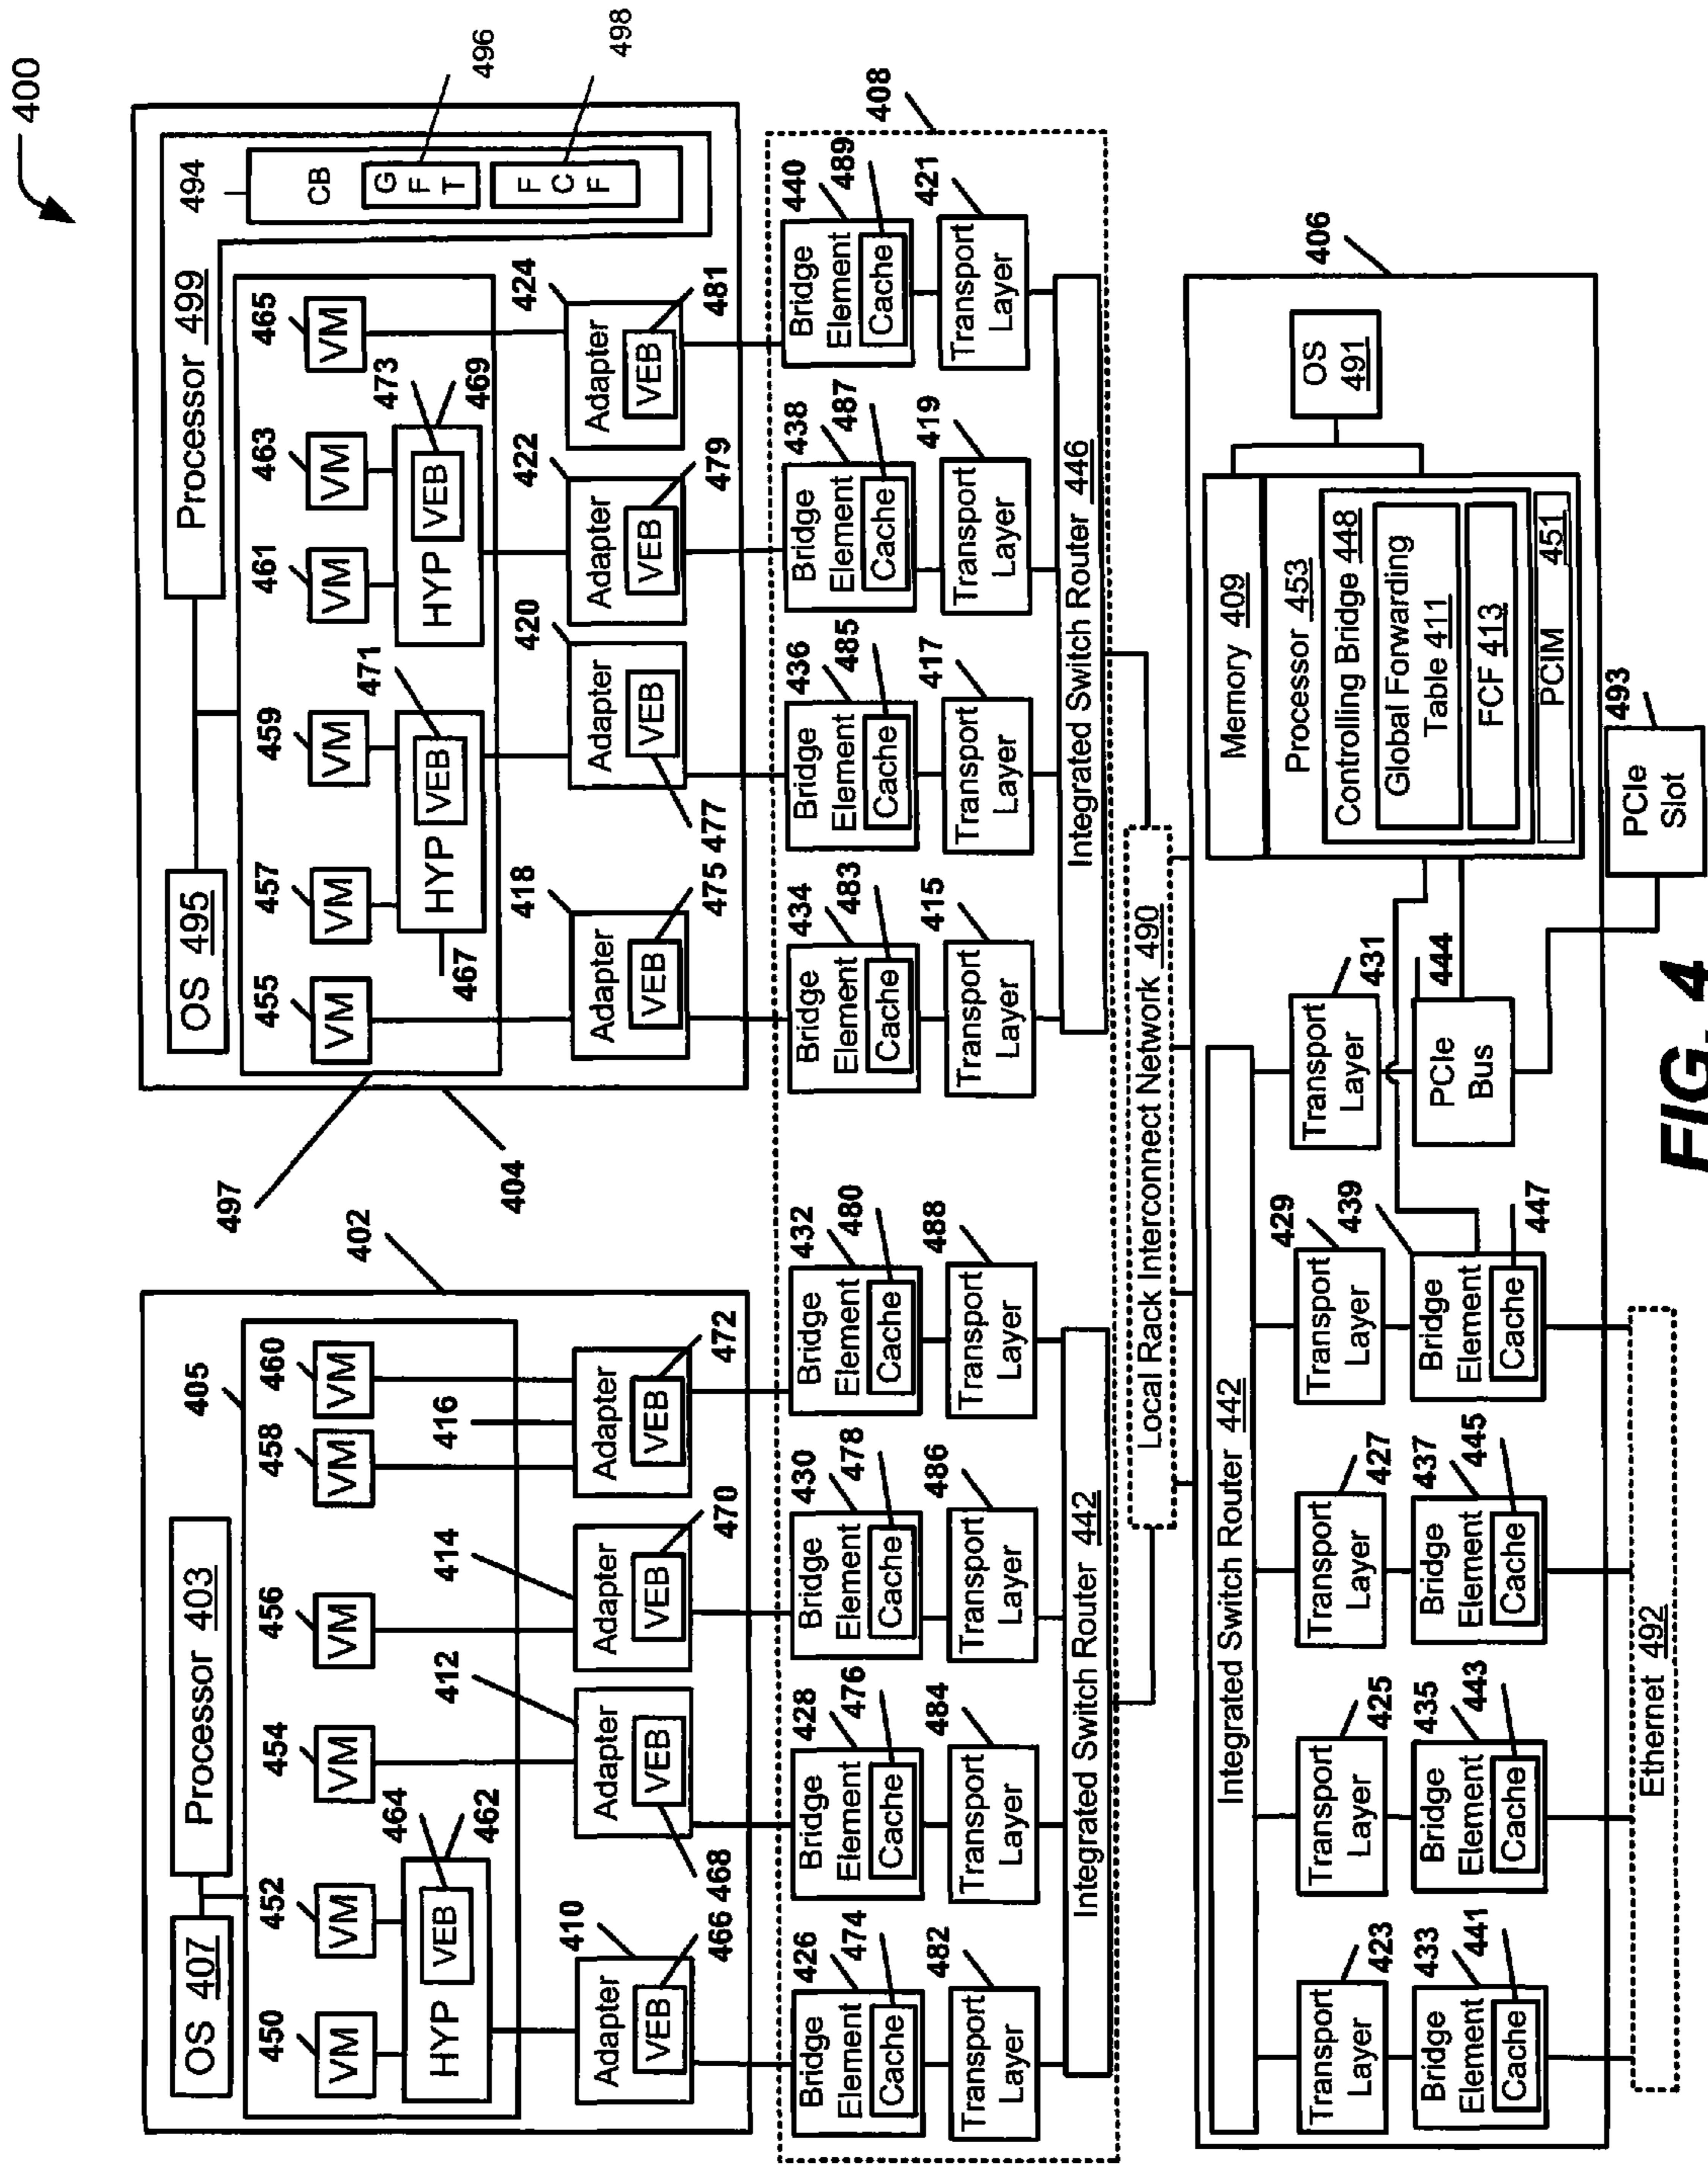 400
402
Processor 403
OS 407
405
450
452
454
456
458
460
VM
VM
VM
VM
VM
VM
464
462
HYP
VEB
410
412
414
416
Adapter
VEB
Adapter
VEB
Adapter
VEB
Adapter
VEB
466
468
470
472
497
404
OS 495
Processor 499
494
CB
G
F
T
F
C
F
496
498
455
457
459
461
463
465
VM
VM
VM
VM
VM
VM
467
HYP
VEB
471
HYP
VEB
473
469
418
420
422
424
Adapter
VEB
Adapter
VEB
Adapter
VEB
Adapter
VEB
475
477
479
481
408
426
474
428
476
430
478
432
480
434
483
436
485
438
487
440
489
Bridge
Element
Cache
Bridge
Element
Cache
Bridge
Element
Cache
Bridge
Element
Cache
Bridge
Element
Cache
Bridge
Element
Cache
Bridge
Element
Cache
Bridge
Element
Cache
482
484
486
488
415
417
419
421
Transport
Layer
Transport
Layer
Transport
Layer
Transport
Layer
Transport
Layer
Transport
Layer
Transport
Layer
Transport
Layer
Integrated Switch Router 442
Integrated Switch Router 446
Local Rack Interconnect Network 490
406
Integrated Switch Router 442
423
425
427
429
431
Transport
Layer
Transport
Layer
Transport
Layer
Transport
Layer
Transport
Layer
433
441
435
443
437
445
439
447
444
Bridge
Element
Cache
Bridge
Element
Cache
Bridge
Element
Cache
Bridge
Element
Cache
PCIe
Bus
Memory 409
Processor 453
Controlling Bridge 448
Global Forwarding
Table 411
FCF 413
PCIM 451
OS
491
493
PCIe
Slot
Ethernet 492
FIG. 4